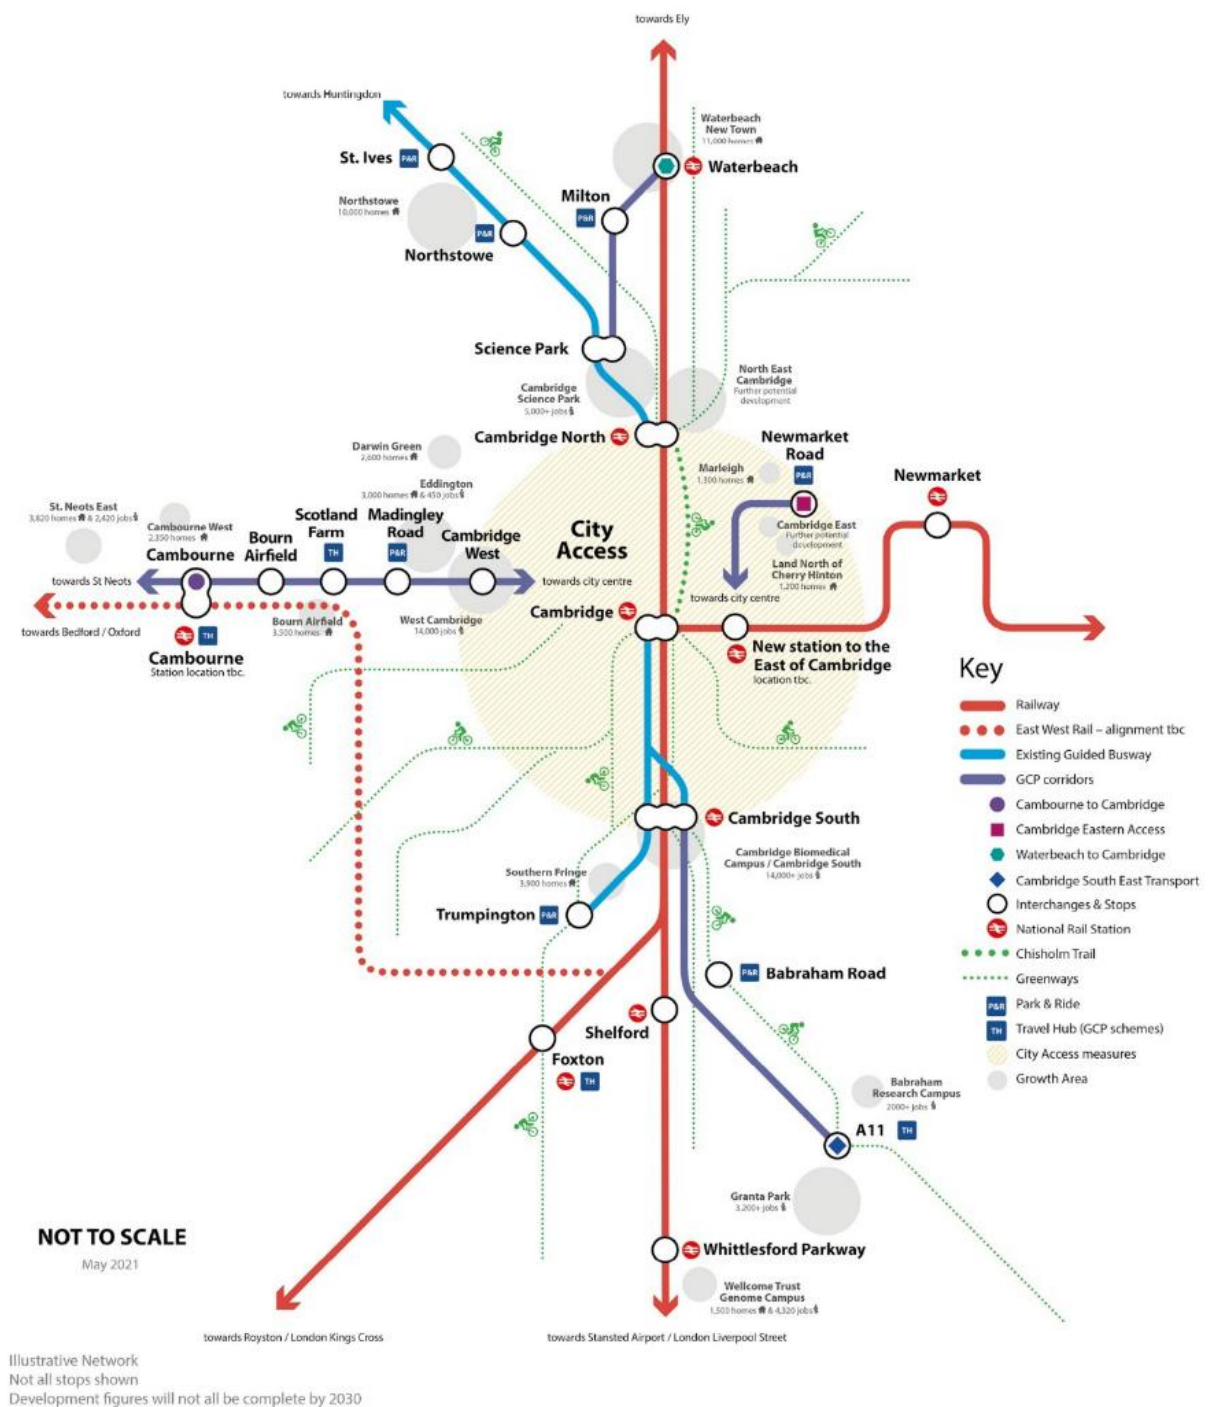 towards Ely
towards Huntingdon
St. Ives
P&R
Waterbeach
New Town
11,000 homes
Waterbeach
Milton
P&R
Northstowe
10,000 homes
P&R
Northstowe
Science Park
Cambridge
Science Park
5,000+ jobs
North East
Cambridge
Further potential
development
Cambridge North
Newmarket
Road
P&R
Newmarket
Marleigh
1,300 homes
Darwin Green
2,600 homes
Eddington
3,000 homes & 450 jobs
St. Neots East
3,820 homes & 2,420 jobs
Cambourne West
2,350 homes
Cambourne
Bourn
Airfield
Scotland
Farm
TH
Madingley
Road
P&R
Cambridge
West
City
Access
Cambridge East
Further potential
development
Land North of
Cherry Hinton
1,200 homes
towards St Neots
towards city centre
towards city centre
towards Bedford / Oxford
Bourn Airfield
3,500 homes
West Cambridge
14,000 jobs
Cambridge
TH
Cambourne
Station location tbc.
New station to the
East of Cambridge
location tbc.
Key
Railway
East West Rail – alignment tbc
Existing Guided Busway
GCP corridors
Cambourne to Cambridge
Cambridge Eastern Access
Waterbeach to Cambridge
Cambridge South East Transport
Interchanges & Stops
National Rail Station
Chisholm Trail
Greenways
P&R
Park & Ride
TH
Travel Hub (GCP schemes)
City Access measures
Growth Area
Cambridge South
Cambridge Biomedical
Campus / Cambridge South
14,000+ jobs
Southern Fringe
3,900 homes
Trumpington
P&R
P&R
Babraham Road
Shelford
Foxton
TH
Babraham
Research Campus
2000+ jobs
A11
TH
Granta Park
3,200+ jobs
Whittlesford Parkway
Wellcome Trust
Genome Campus
1,500 homes & 4,320 jobs
NOT TO SCALE
May 2021
towards Royston / London Kings Cross
towards Stansted Airport / London Liverpool Street
Illustrative Network
Not all stops shown
Development figures will not all be complete by 2030